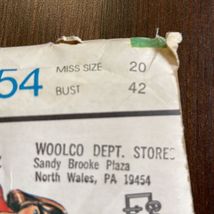 54
MISS SIZE 20
BUST 42
WOOLCO DEPT. STORES
Sandy Brooke Plaza
North Wales, PA 19454